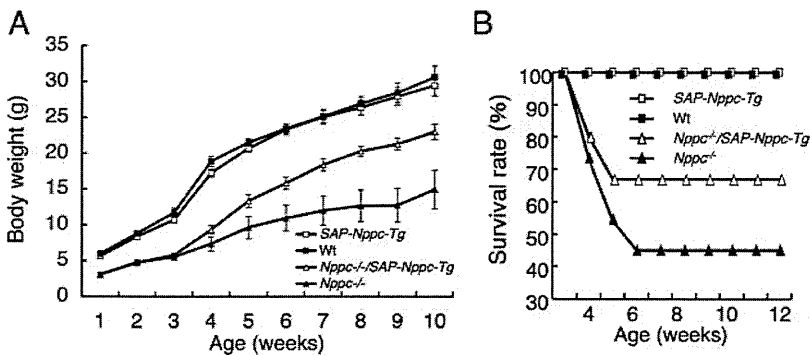 A
Body weight (g)
35
30
25
20
15
10
5
0
SAP-Nppc-Tg
Wt
Nppc-/-/SAP-Nppc-Tg
Nppc-/-
1 2 3 4 5 6 7 8 9 10
Age (weeks)
B
Survival rate (%)
100
90
80
70
60
50
40
30
SAP-Nppc-Tg
Wt
Nppc-/-/SAP-Nppc-Tg
Nppc-/-
4 6 8 10 12
Age (weeks)